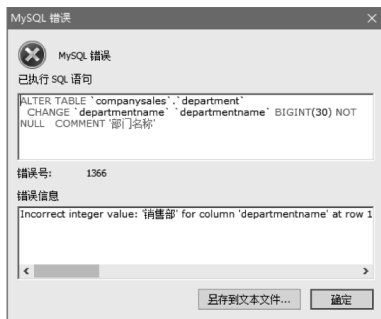 MySQL 错误
MySQL 错误
已执行 SQL 语句
ALTER TABLE `companysales`.`department`
CHANGE `departmentname` `departmentname` BIGINT(30) NOT
NULL COMMENT '部门名称'
错误号: 1366
错误信息
Incorrect integer value: '销售部' for column 'departmentname' at row 1
另存到文本文件...
确定